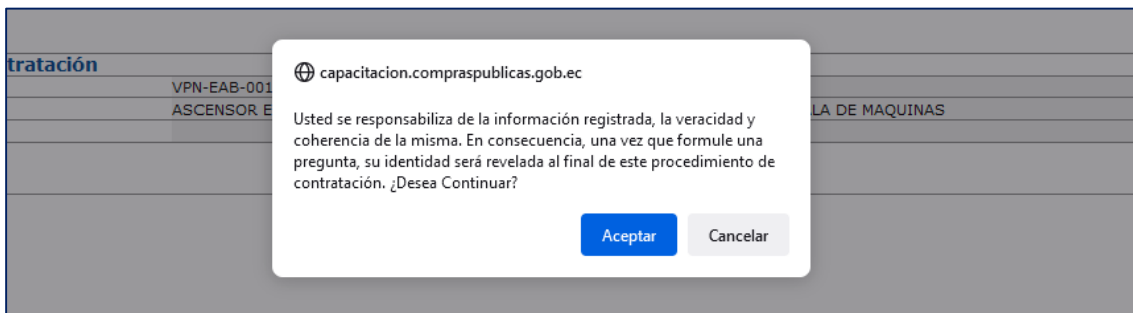 tratación
capacitacion.compraspublicas.gob.ec
VPN-EAB-001
ASCENSOR E
LA DE MAQUINAS
Usted se responsabiliza de la información registrada, la veracidad y
coherencia de la misma. En consecuencia, una vez que formule una
pregunta, su identidad será revelada al final de este procedimiento de
contratación. ¿Desea Continuar?
Aceptar
Cancelar